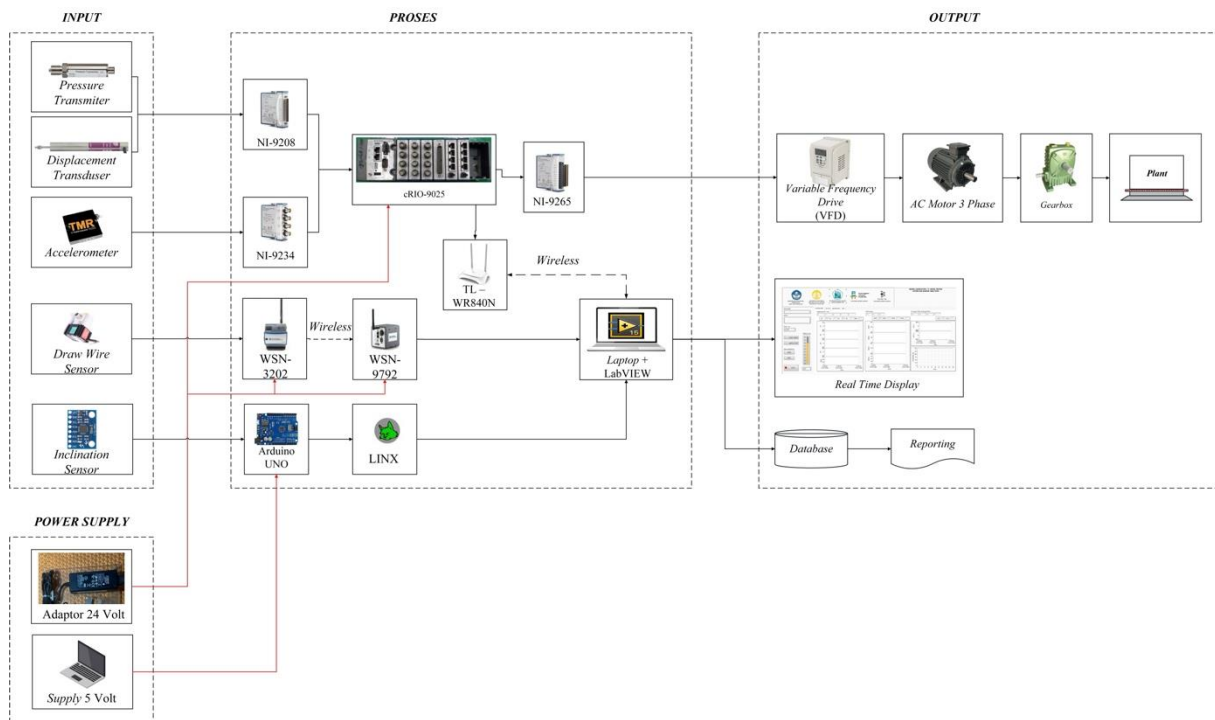 INPUT
PROSES
OUTPUT
Pressure
Transmiter
Displacement
Transduser
Accelerometer
TMR
Draw Wire
Sensor
Inclination
Sensor
NI-9208
NI-9234
cRIO-9025
NI-9265
TL –
WR840N
Wireless
WSN-
3202
Wireless
WSN-
9792
Laptop +
LabVIEW
15
Arduino
UNO
LINX
Variable Frequency
Drive
(VFD)
AC Motor 3 Phase
Gearbox
Plant
Real Time Display
Database
Reporting
POWER SUPPLY
Adaptor 24 Volt
Supply 5 Volt